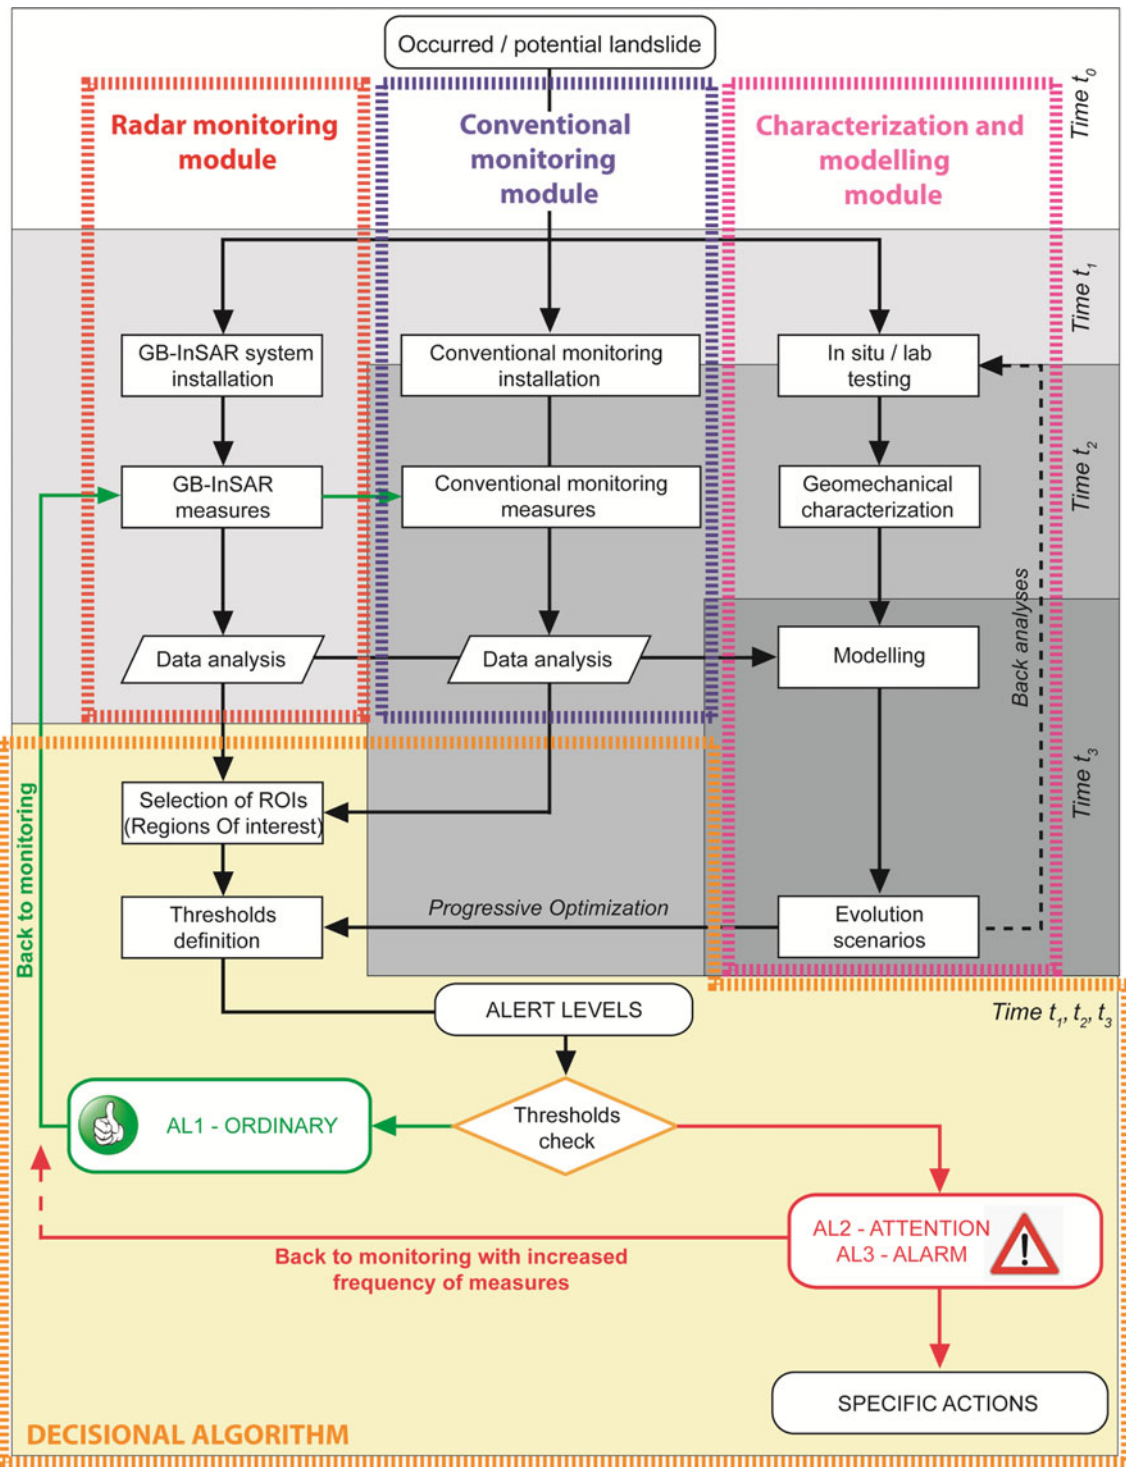 Occurred / potential landslide
Time t0
Radar monitoring
module
Conventional
monitoring
module
Characterization and
modelling
module
Time t1
GB-InSAR system
installation
Conventional monitoring
installation
In situ / lab
testing
Time t2
GB-InSAR
measures
Conventional monitoring
measures
Geomechanical
characterization
Back analyses
Data analysis
Data analysis
Modelling
Time t3
Back to monitoring
Selection of ROIs
(Regions Of interest)
Thresholds
definition
Progressive Optimization
Evolution
scenarios
ALERT LEVELS
Time t1, t2, t3
AL1 - ORDINARY
Thresholds
check
AL2 - ATTENTION
AL3 - ALARM
!
Back to monitoring with increased
frequency of measures
SPECIFIC ACTIONS
DECISIONAL ALGORITHM